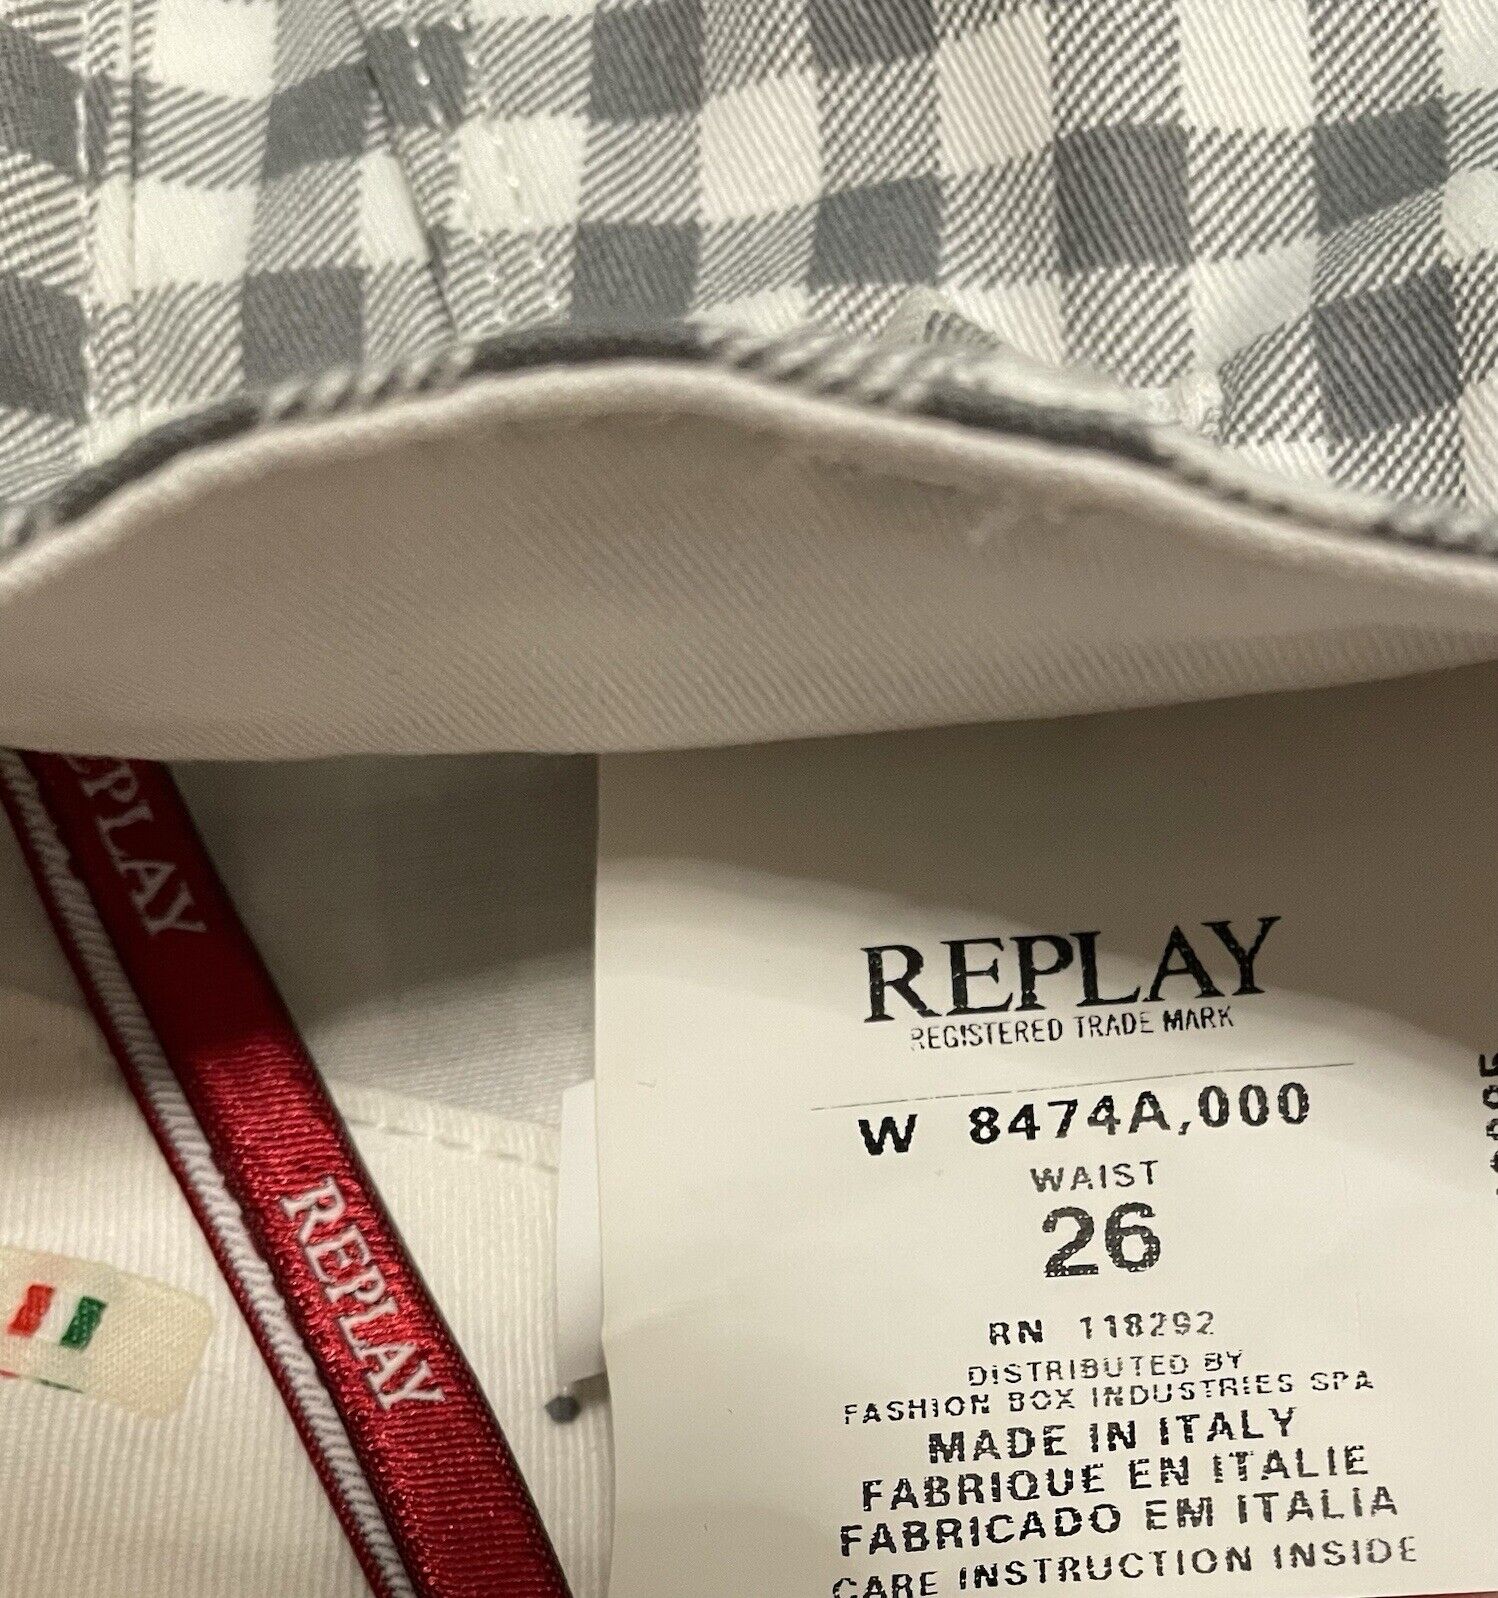 REPLAY
REPLAY
REPLAY
REGISTERED TRADE MARK
W 8474A,000
WAIST
26
RN 118292
DISTRIBUTED BY
FASHION BOX INDUSTRIES SPA
MADE IN ITALY
FABRIQUE EN ITALIE
FABRICADO EM ITALIA
CARE INSTRUCTION INSIDE